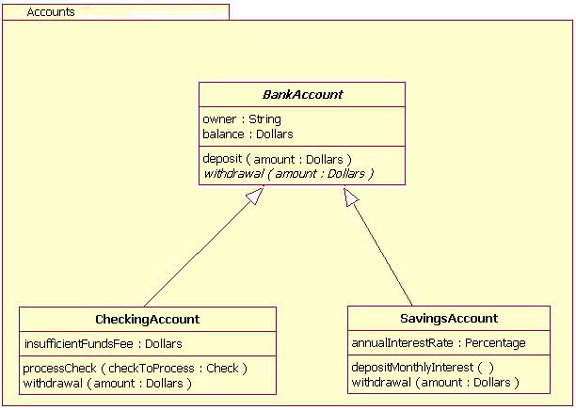 Accounts
BankAccount
owner : String
balance : Dollars
deposit ( amount : Dollars )
withdrawal ( amount : Dollars )
CheckingAccount
insufficientFundsFee : Dollars
processCheck ( checkToProcess : Check )
withdrawal ( amount : Dollars )
SavingsAccount
annualInterestRate : Percentage
depositMonthlyInterest ( )
withdrawal ( amount : Dollars )